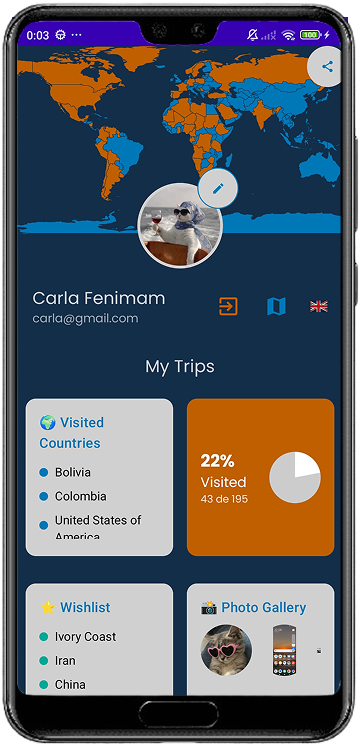 0:03
100
Carla Fenimam
carla@gmail.com
My Trips
🌍 Visited
Countries
Bolivia
Colombia
United States of
America
22%
Visited
43 de 195
⭐ Wishlist
Ivory Coast
Iran
China
📸 Photo Gallery